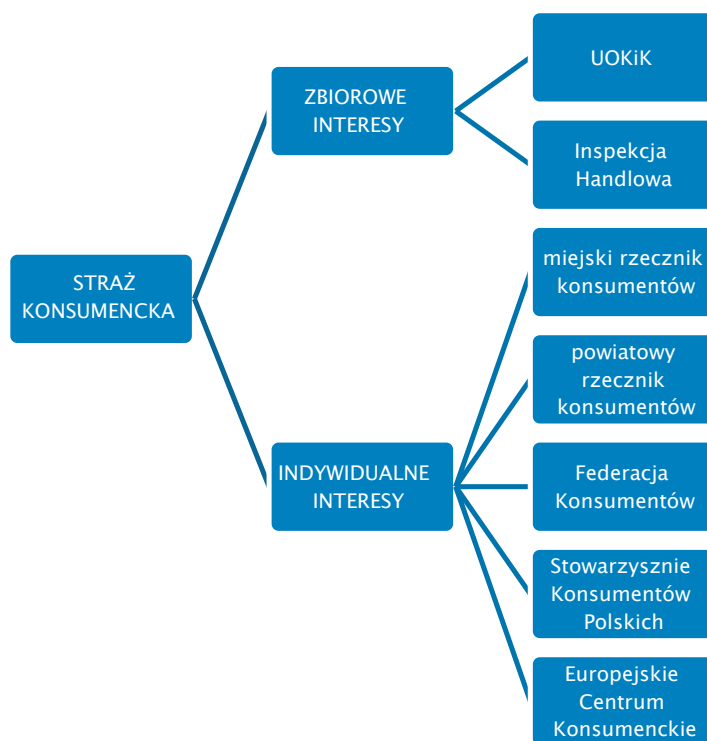 STRAŻ
KONSUMENCKA
ZBIOROWE
INTERESY
UOKiK
Inspekcja
Handlowa
INDYWIDUALNE
INTERESY
miejski rzecznik
konsumentów
powiatowy
rzecznik
konsumentów
Federacja
Konsumentów
Stowarzysznie
Konsumentów
Polskich
Europejskie
Centrum
Konsumenckie